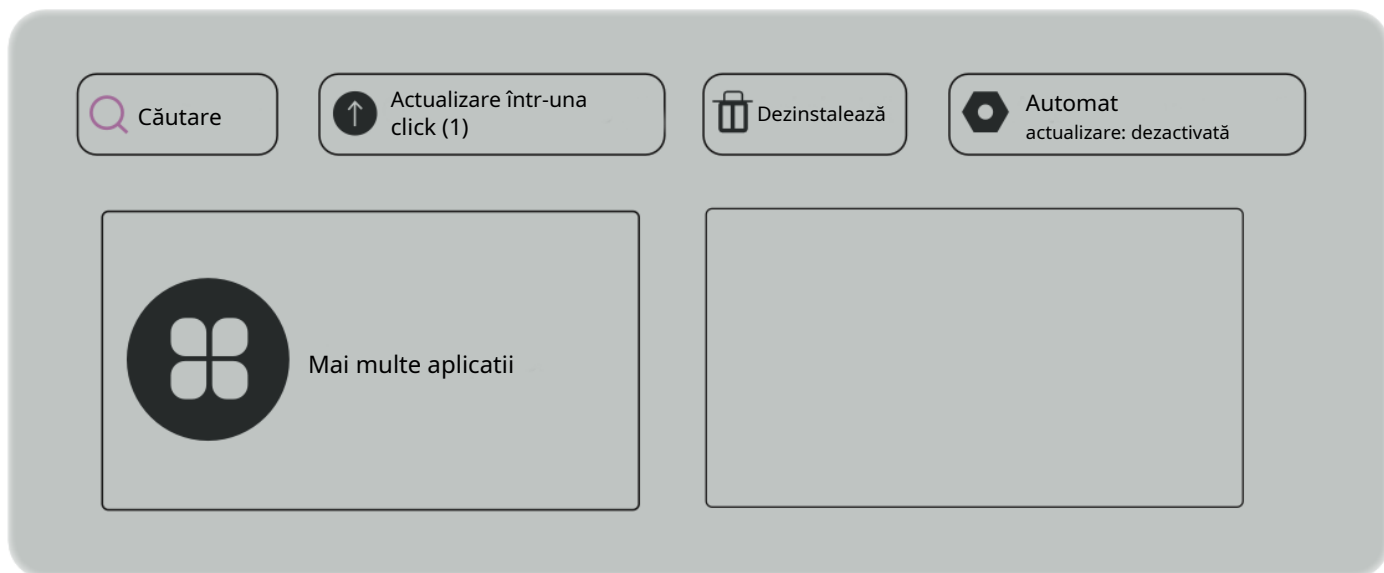 Căutare
Actualizare într-una
click (1)
Dezinstalează
Automat
actualizare: dezactivată
Mai multe aplicatii